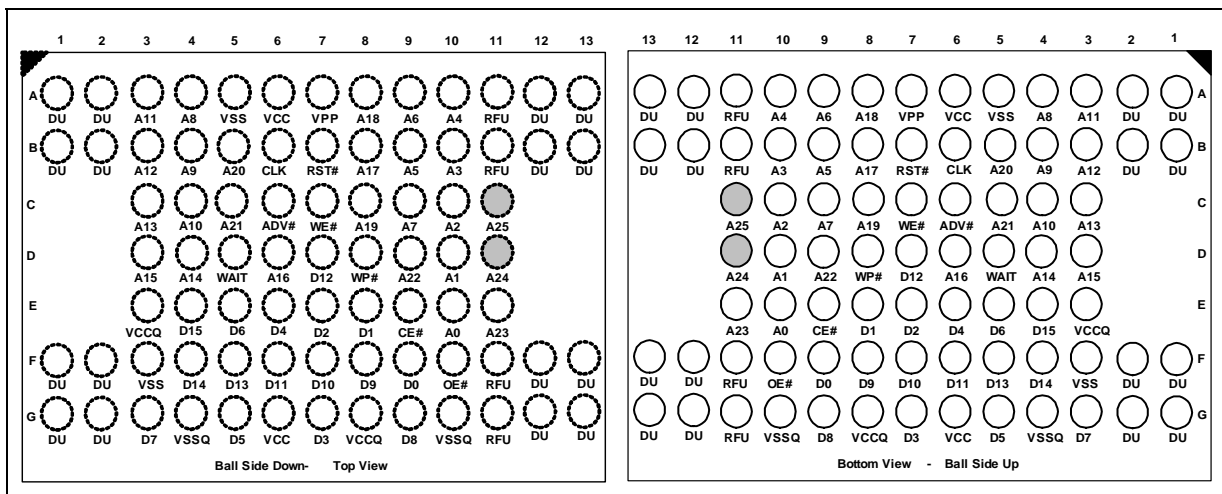 1 2 3 4 5 6 7 8 9 10 11 12 13
A
DU DU A11 A8 VSS VCC VPP A18 A6 A4 RFU DU DU
B
DU DU A12 A9 A20 CLK RST# A17 A5 A3 RFU DU DU
C
A13 A10 A21 ADV# WE# A19 A7 A2 A25
D
A15 A14 WAIT A16 D12 WP# A22 A1 A24
E
VCCQ D15 D6 D4 D2 D1 CE# A0 A23
F
DU DU VSS D14 D13 D11 D10 D9 D0 OE# RFU DU DU
G
DU DU D7 VSSQ D5 VCC D3 VCCQ D8 VSSQ RFU DU DU
Ball Side Down- Top View
13 12 11 10 9 8 7 6 5 4 3 2 1
A
DU DU RFU A4 A6 A18 VPP VCC VSS A8 A11 DU DU
B
DU DU RFU A3 A5 A17 RST# CLK A20 A9 A12 DU DU
C
A25 A2 A7 A19 WE# ADV# A21 A10 A13
D
A24 A1 A22 WP# D12 A16 WAIT A14 A15
E
A23 A0 CE# D1 D2 D4 D6 D15 VCCQ
F
DU DU RFU OE# D0 D9 D10 D11 D13 D14 VSS DU DU
G
DU DU RFU VSSQ D8 VCCQ D3 VCC D5 VSSQ D7 DU DU
Bottom View - Ball Side Up